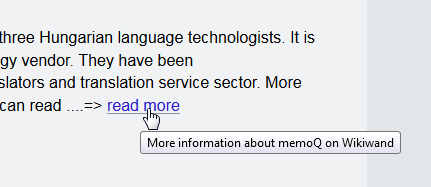 three Hungarian language technologists. It is
gy vendor. They have been
slators and translation service sector. More
can read ....=> read more
More information about memoQ on Wikiwand